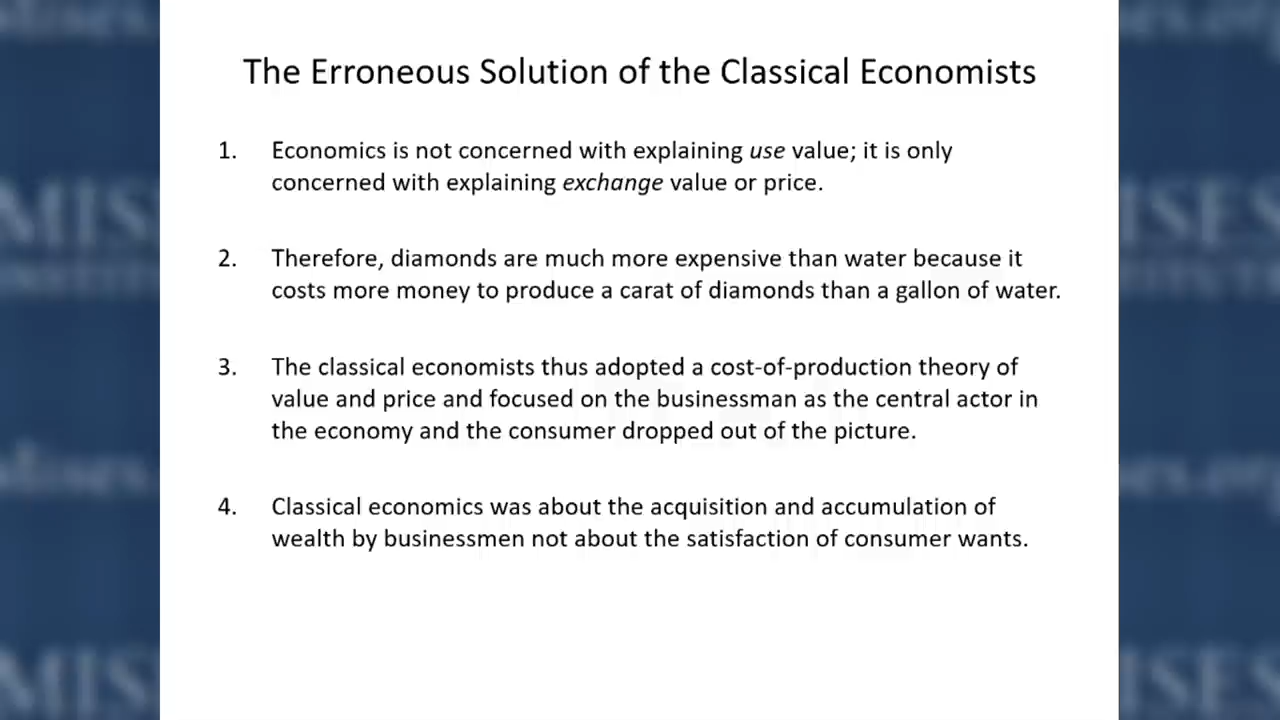 The Erroneous Solution of the Classical Economists
1. Economics is not concerned with explaining use value; it is only
concerned with explaining exchange value or price.
2. Therefore, diamonds are much more expensive than water because it
costs more money to produce a carat of diamonds than a gallon of water.
3. The classical economists thus adopted a cost-of-production theory of
value and price and focused on the businessman as the central actor in
the economy and the consumer dropped out of the picture.
4. Classical economics was about the acquisition and accumulation of
wealth by businessmen not about the satisfaction of consumer wants.